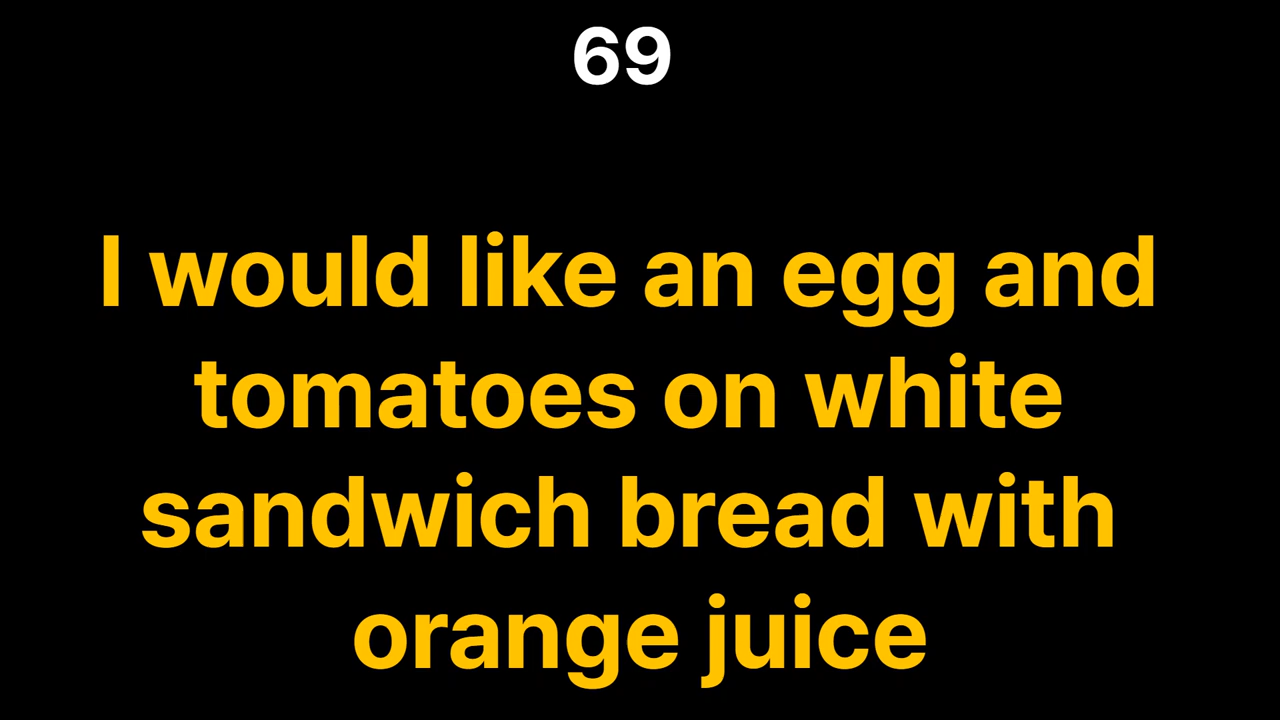 69
I would like an egg and
tomatoes on white
sandwich bread with
orange juice